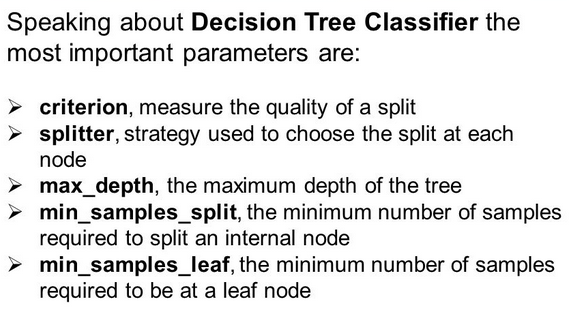 Speaking about Decision Tree Classifier the
most important parameters are:
➢ criterion, measure the quality of a split
➢ splitter, strategy used to choose the split at each
node
➢ max_depth, the maximum depth of the tree
➢ min_samples_split, the minimum number of samples
required to split an internal node
➢ min_samples_leaf, the minimum number of samples
required to be at a leaf node